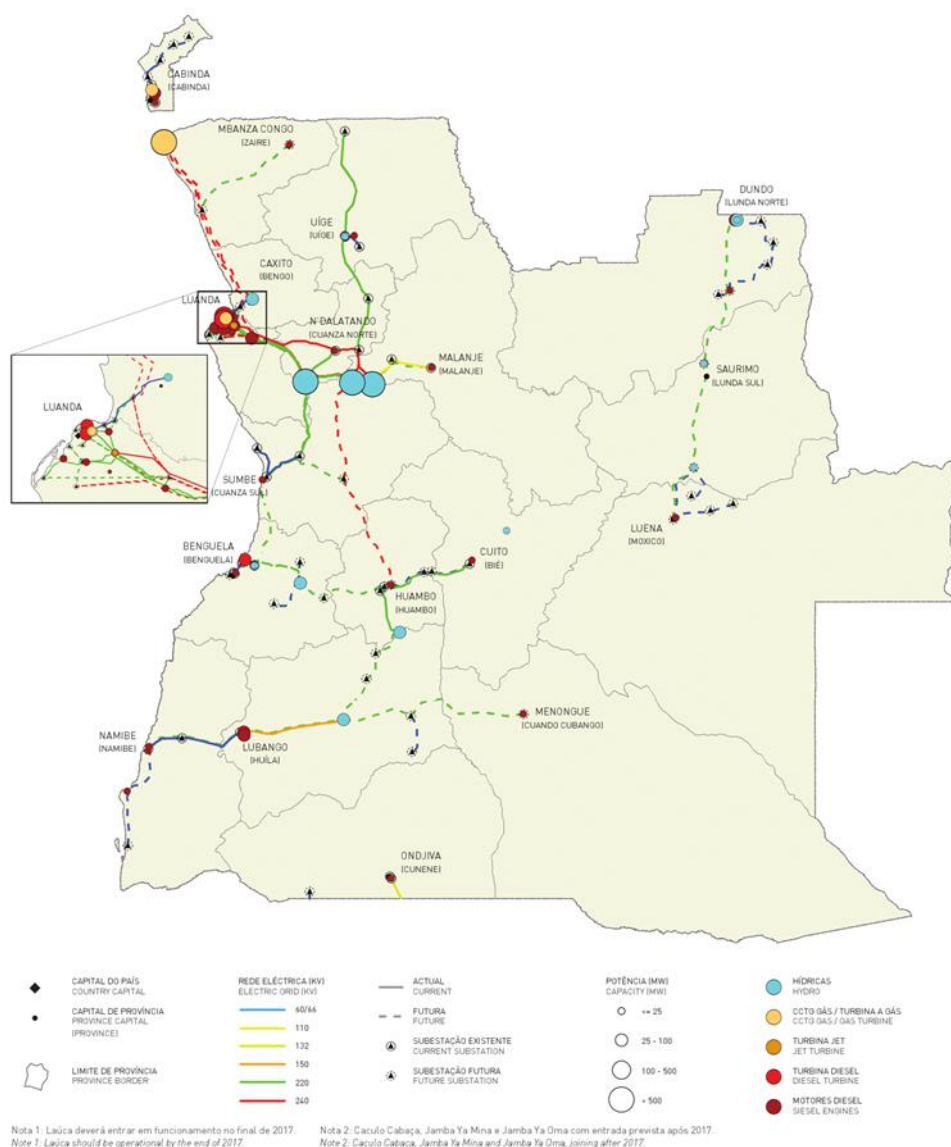 CABINDA
(CABINDA)
MBANZA CONGO
(ZAIRE)
DUNDO
(LUNDA NORTE)
UÍGE
(UÍGE)
CAXITO
(BENGO)
LUANDA
N'DALATANDO
(CUANZA NORTE)
MALANJE
(MALANJE)
SAURIMO
(LUNDA SUL)
LUANDA
SUMBE
(CUANZA SUL)
LUENA
(MOXICO)
BENGUELA
(BENGUELA)
CUITO
(BIÉ)
HUAMBO
(HUAMBO)
MENONGUE
(CUANDO CUBANGO)
NAMIBE
(NAMIBE)
LUBANGO
(HUÍLA)
ONDJIVA
(CUNENE)
CAPITAL DO PAÍS
COUNTRY CAPITAL
CAPITAL DE PROVÍNCIA
PROVINCE CAPITAL
(PROVINCE)
LIMITE DE PROVÍNCIA
PROVINCE BORDER
REDE ELÉCTRICA (KV)
ELECTRIC GRID (KV)
60/66
110
132
150
220
240
ACTUAL
CURRENT
FUTURA
FUTURE
SUBESTAÇÃO EXISTENTE
CURRENT SUBSTATION
SUBESTAÇÃO FUTURA
FUTURE SUBSTATION
POTÊNCIA (MW)
CAPACITY (MW)
<= 25
25 - 100
100 - 500
> 500
HÍDRICAS
HYDRO
CCTG GÁS / TURBINA A GÁS
CCTG GAS / GAS TURBINE
TURBINA JET
JET TURBINE
TURBINA DIESEL
DIESEL TURBINE
MOTORES DIESEL
SIESEL ENGINES
Nota 1: Laúca deverá entrar em funcionamento no final de 2017.
Note 1: Laúca should be operational by the end of 2017.
Nota 2: Caculo Cabaça, Jamba Ya Mina e Jamba Ya Oma com entrada prevista após 2017.
Note 2: Caculo Cabaça, Jamba Ya Mina and Jamba Ya Oma, joining after 2017.